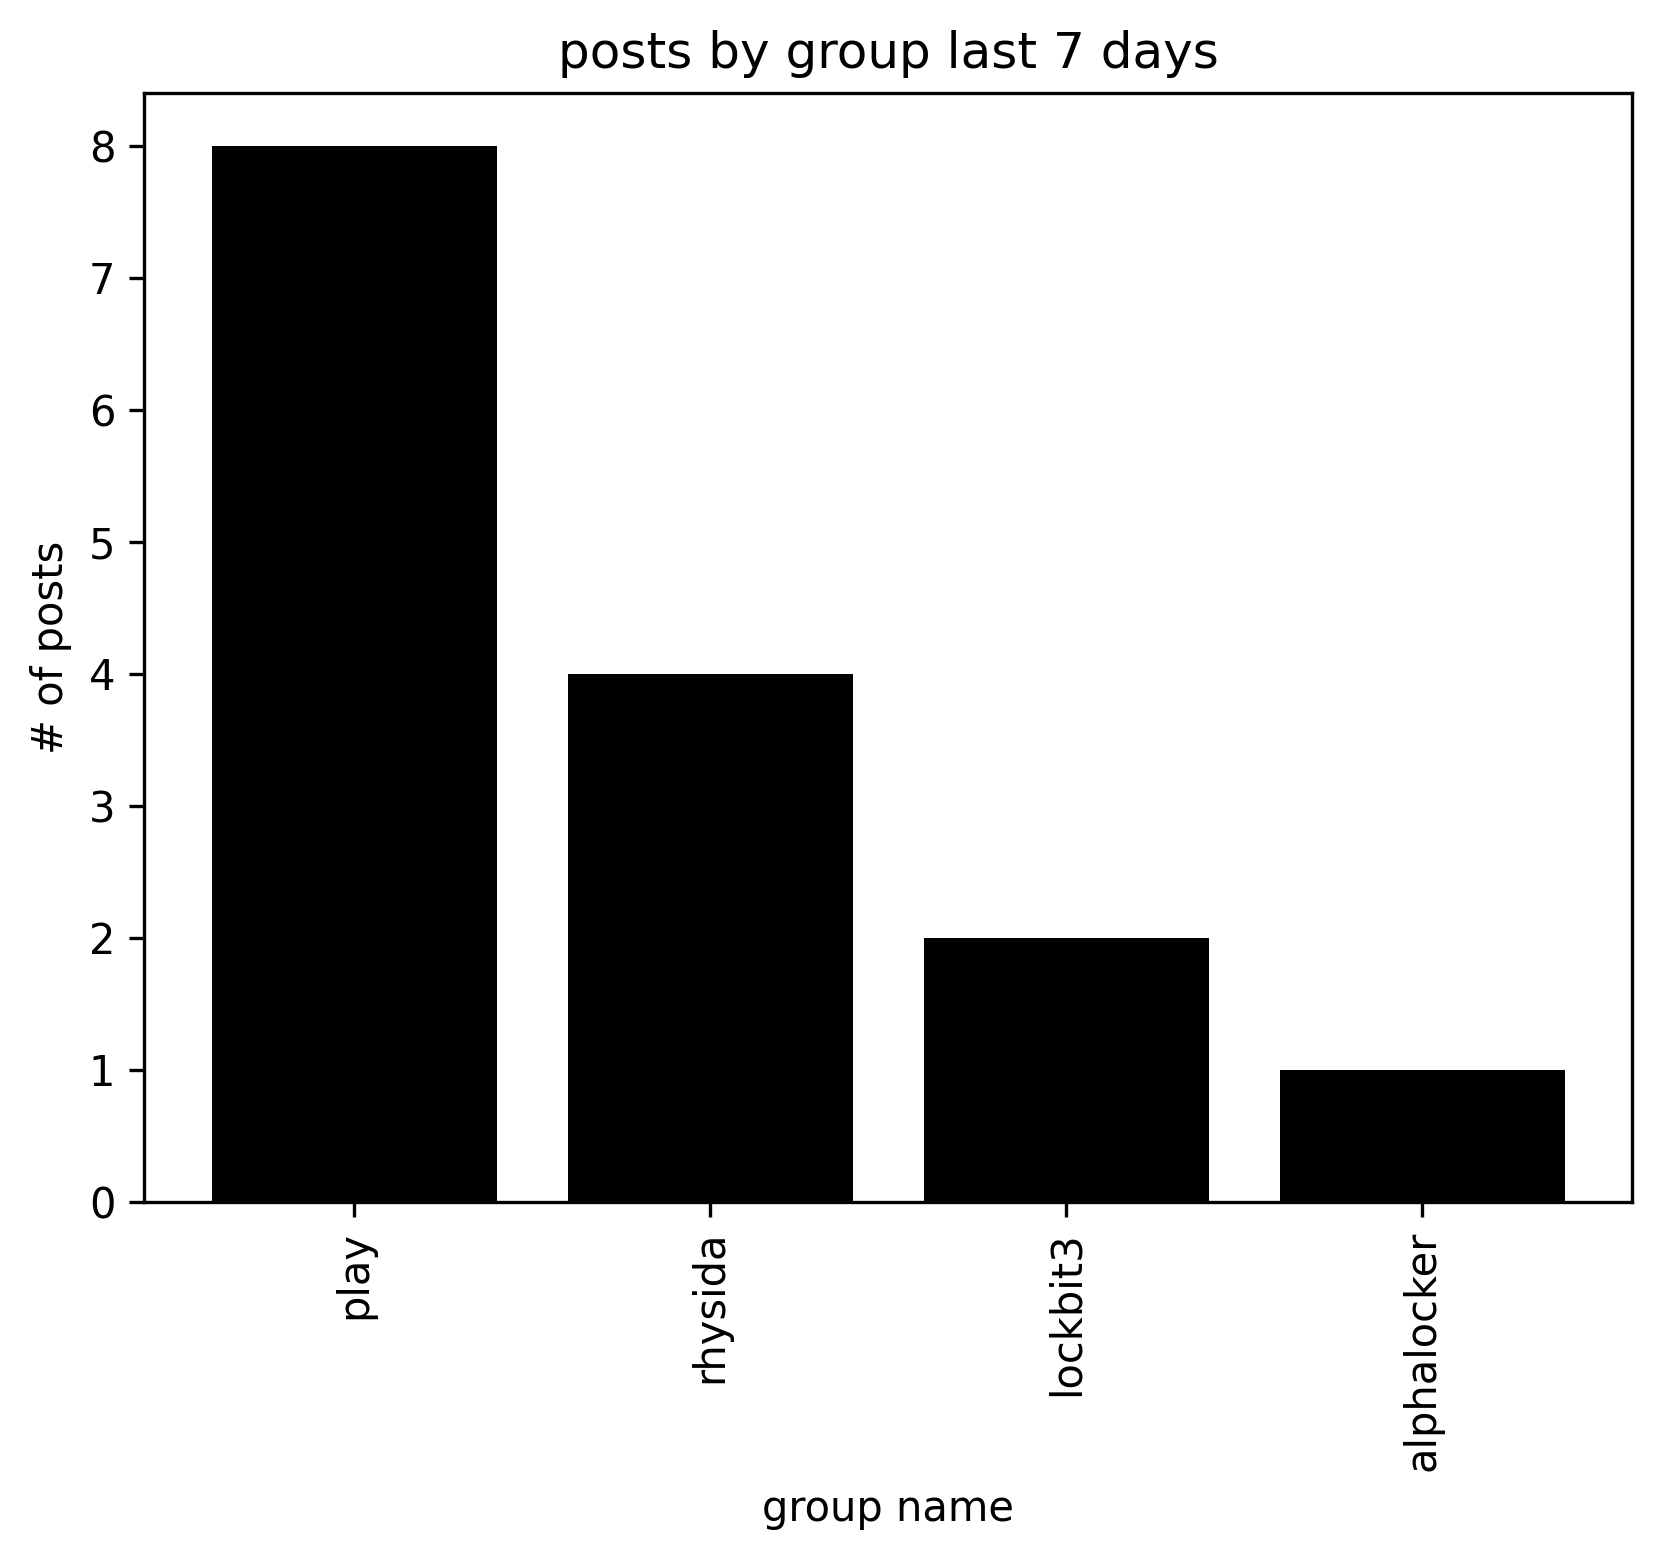 posts by group last 7 days
8
7
6
5
4
3
2
1
0
# of posts
play
rhysida
lockbit3
alphalocker
group name